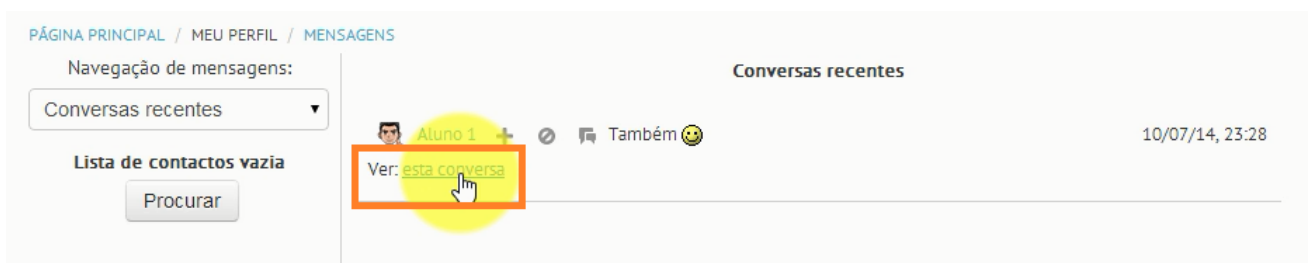 PÁGINA PRINCIPAL / MEU PERFIL / MENSAGENS
Navegação de mensagens:
Conversas recentes
Lista de contactos vazia
Procurar
Conversas recentes
Aluno 1 Também 10/07/14, 23:28
Ver: esta conversa